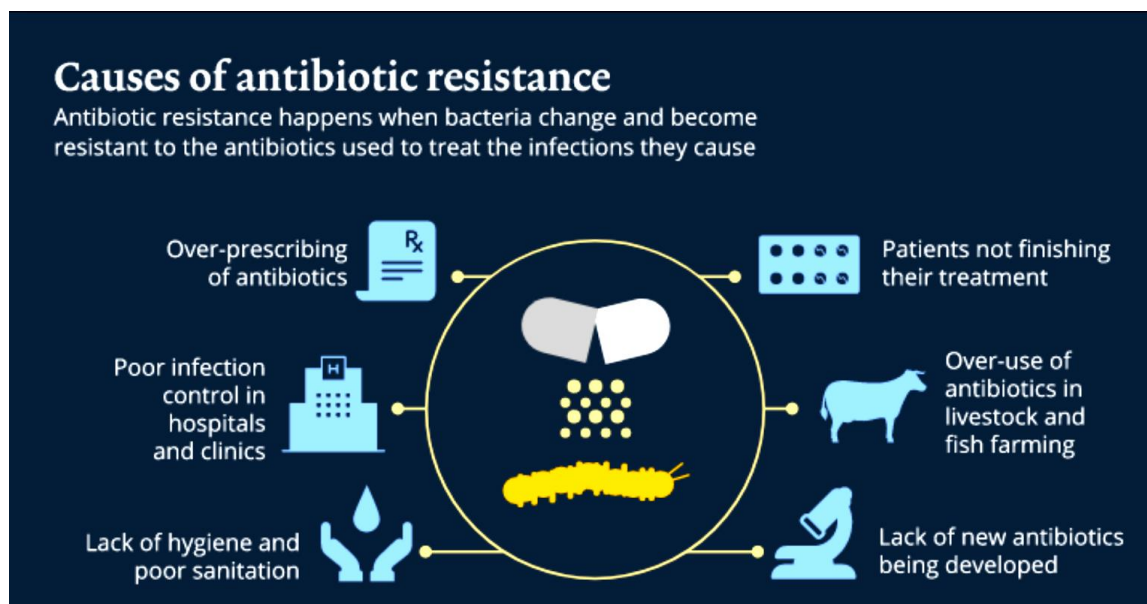 Causes of antibiotic resistance
Antibiotic resistance happens when bacteria change and become
resistant to the antibiotics used to treat the infections they cause
Over-prescribing
of antibiotics
Rx
Patients not finishing
their treatment
Poor infection
control in
hospitals
and clinics
H
Over-use of
antibiotics in
livestock and
fish farming
Lack of hygiene and
poor sanitation
Lack of new antibiotics
being developed